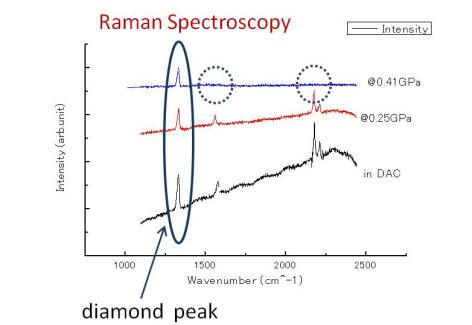 Raman Spectroscopy
Intensity
@0.41GPa
@0.25GPa
in DAC
Intensity (arbunit)
1000 1500 2000 2500
Wavenumber (cm^-1)
diamond peak